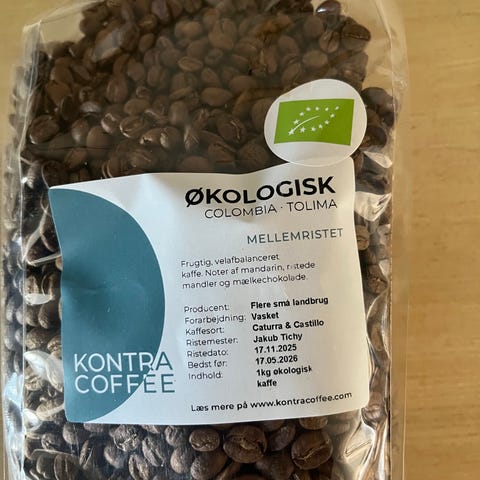 ØKOLOGISK
COLOMBIA · TOLIMA
MELLEMRISTET
Frugtig, velafbalanceret
kaffe. Noter af mandarin, ristede
mandler og mælkechokolade.
Producent: Flere små landbrug
Forarbejdning: Vasket
Kaffesort: Caturra & Castillo
Ristemester: Jakub Tichy
Ristedato: 17.11.2025
Bedst før: 17.05.2026
Indhold: 1kg økologisk
kaffe
KONTRA
COFFEE
Læs mere på www.kontracoffee.com